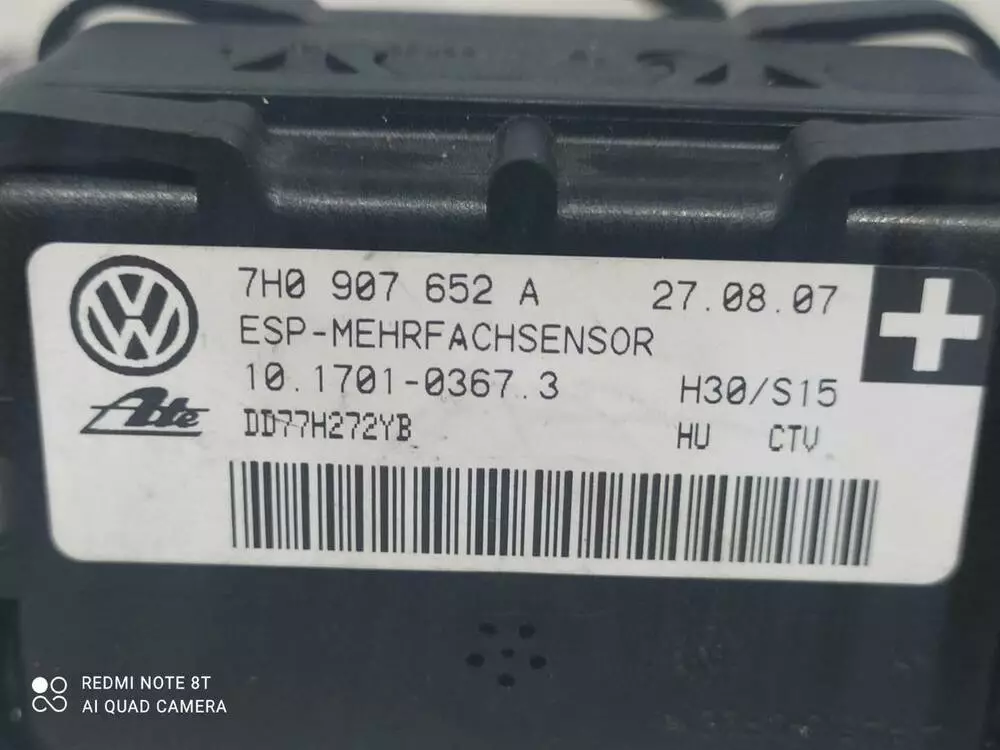 7H0 907 652 A 27.08.07
ESP-MEHRFACHSENSOR
10.1701-0367.3 H30/S15
Ate DD77H272YB HU CTV
REDMI NOTE 8T
AI QUAD CAMERA